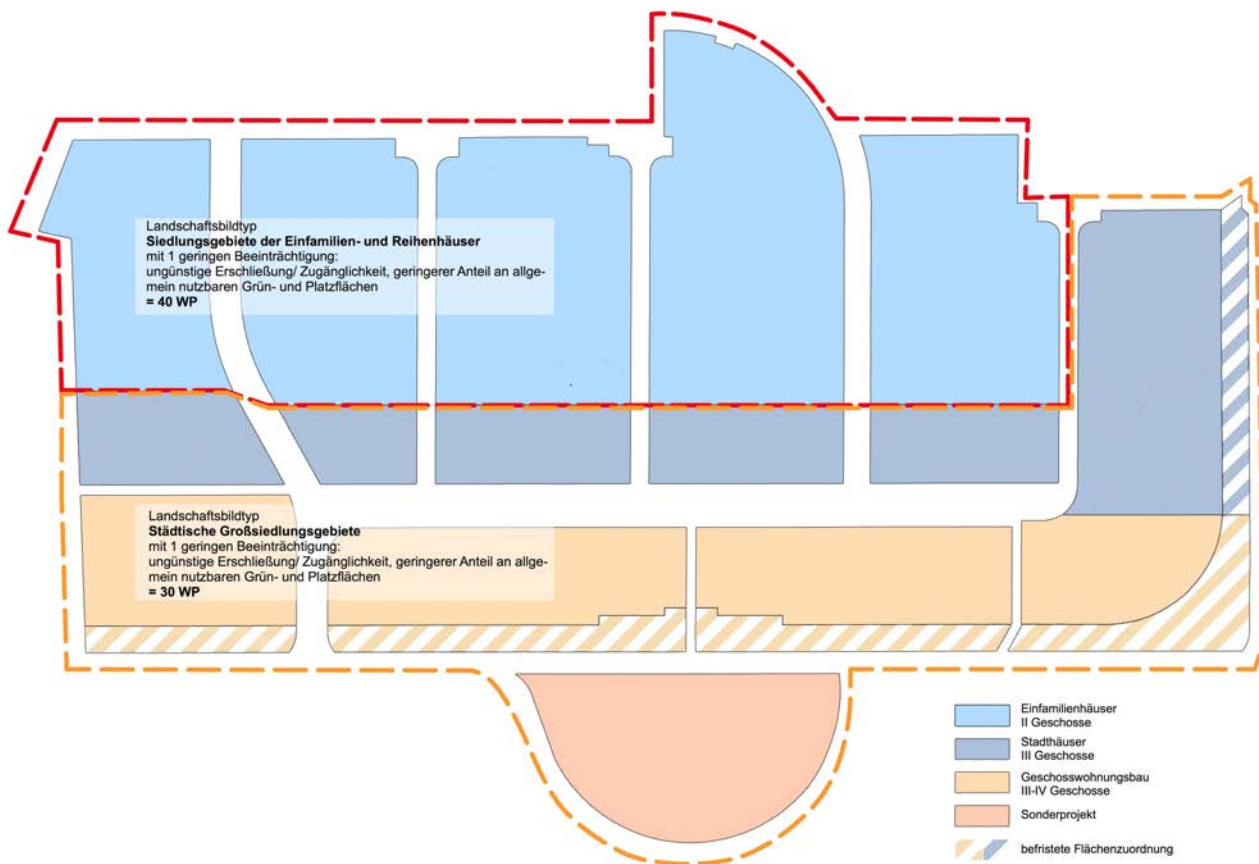 Landschaftsbildtyp
Siedlungsgebiete der Einfamilien- und Reihenhäuser
mit 1 geringen Beeinträchtigung:
ungünstige Erschließung/ Zugänglichkeit, geringerer Anteil an allge-
mein nutzbaren Grün- und Platzflächen
= 40 WP
Landschaftsbildtyp
Städtische Großsiedlungsgebiete
mit 1 geringen Beeinträchtigung:
ungünstige Erschließung/ Zugänglichkeit, geringerer Anteil an allge-
mein nutzbaren Grün- und Platzflächen
= 30 WP
Einfamilienhäuser
II Geschosse
Stadthäuser
III Geschosse
Geschosswohnungsbau
III-IV Geschosse
Sonderprojekt
befristete Flächenzuordnung